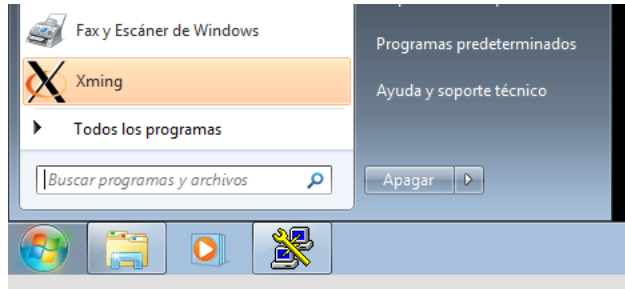 Fax y Escáner de Windows
Xming
Todos los programas
Buscar programas y archivos
Programas predeterminados
Ayuda y soporte técnico
Apagar